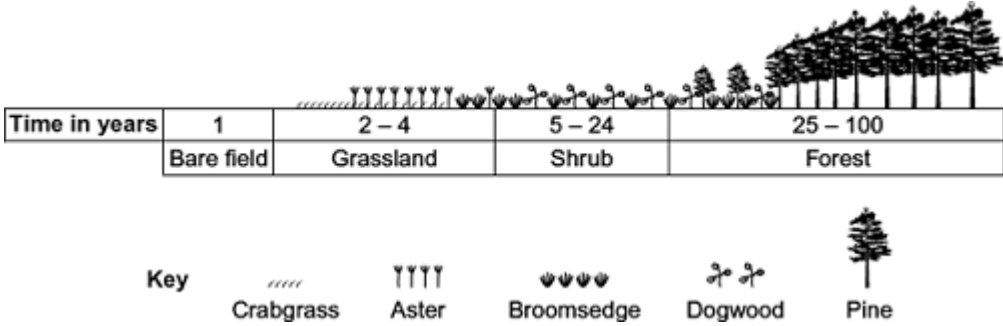 Time in years 1 2 – 4 5 – 24 25 – 100
Bare field Grassland Shrub Forest
Key
Crabgrass Aster Broomsedge Dogwood Pine